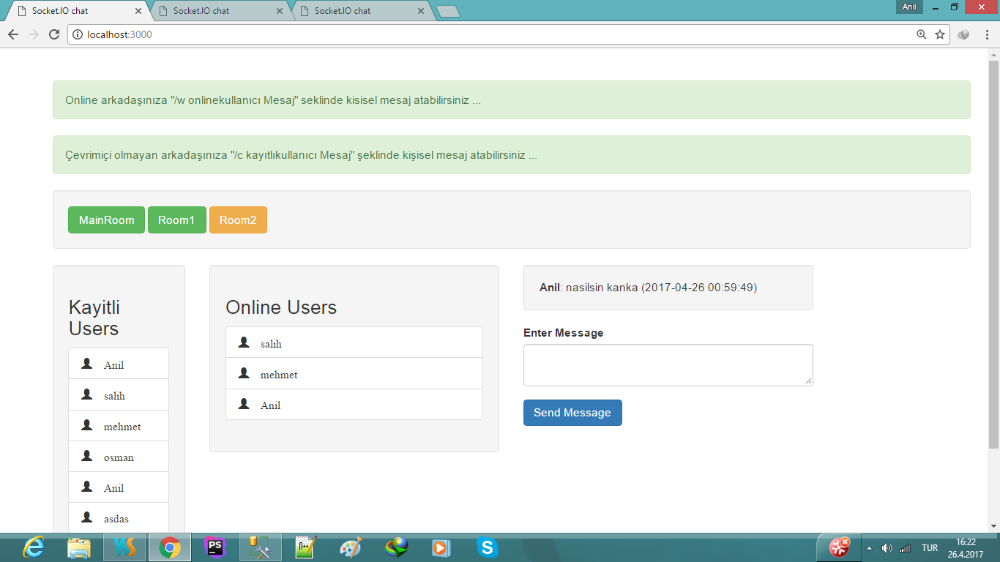 Socket.IO chat
Socket.IO chat
Socket.IO chat
Anil
localhost:3000
Online arkadaşınıza "/w onlinekullanıcı Mesaj" seklinde kisisel mesaj atabilirsiniz ...
Çevrimiçi olmayan arkadaşınıza "/c kayıtlıkullanıcı Mesaj" şeklinde kişisel mesaj atabilirsiniz ...
MainRoom Room1 Room2
Kayitli
Users
Anil
salih
mehmet
osman
Anil
asdas
Online Users
salih
mehmet
Anil
Anil: nasilsin kanka (2017-04-26 00:59:49)
Enter Message
Send Message
WS
PS
TUR
16:22
26.4.2017